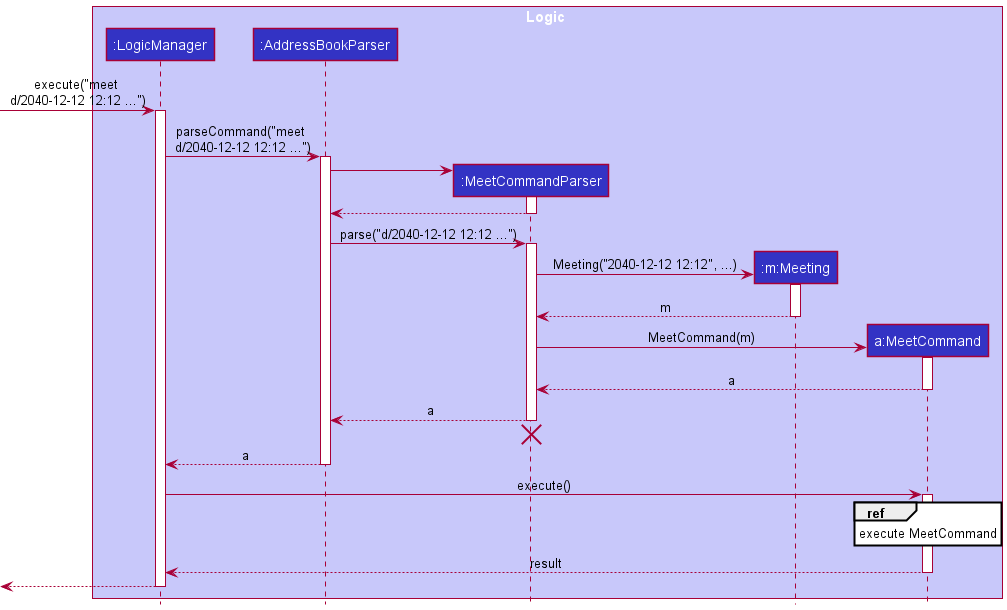 Logic
:LogicManager
:AddressBookParser
execute("meet
d/2040-12-12 12:12 ...")
parseCommand("meet
d/2040-12-12 12:12 ...")
:MeetCommandParser
parse("d/2040-12-12 12:12 ...")
Meeting("2040-12-12 12:12", ...)
:m:Meeting
m
MeetCommand(m)
a:MeetCommand
a
a
a
execute()
ref
execute MeetCommand
result